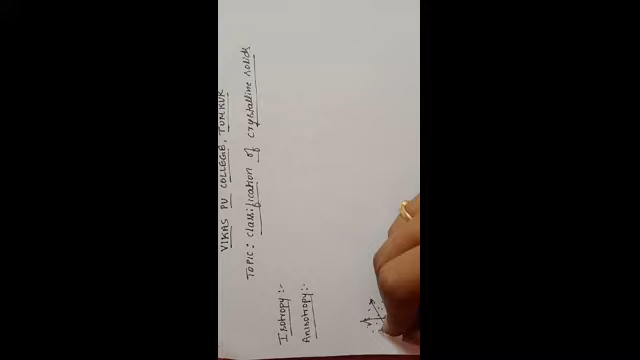 VIKAS PU COLLEGE, TUMKUR
TOPIC: Classification of crystalline solids
Isotropy:-
Anisotropy:-